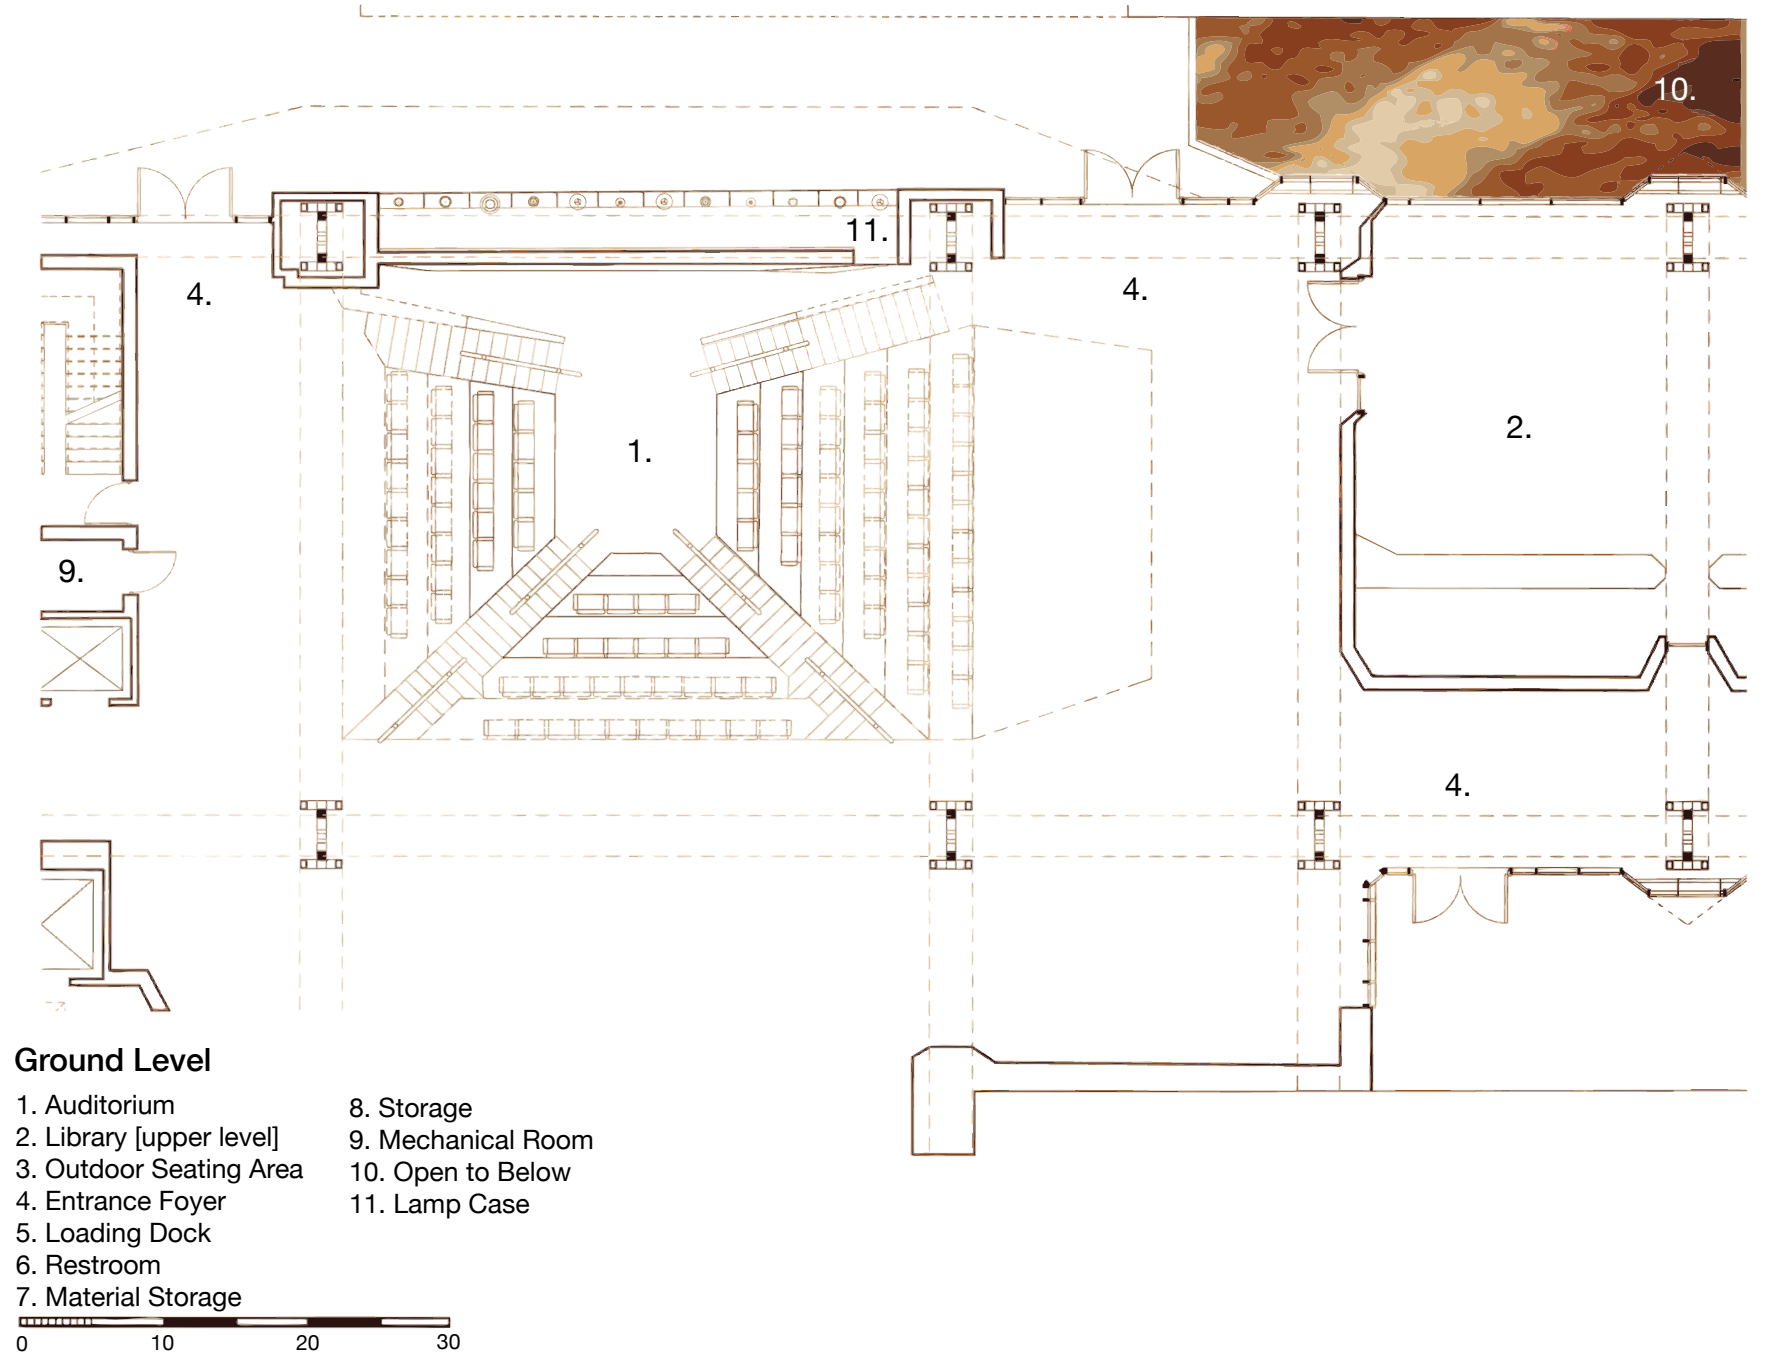 10.
11.
4.
4.
2.
1.
9.
4.
Ground Level
1. Auditorium
2. Library [upper level]
3. Outdoor Seating Area
4. Entrance Foyer
5. Loading Dock
6. Restroom
7. Material Storage
8. Storage
9. Mechanical Room
10. Open to Below
11. Lamp Case
0 10 20 30